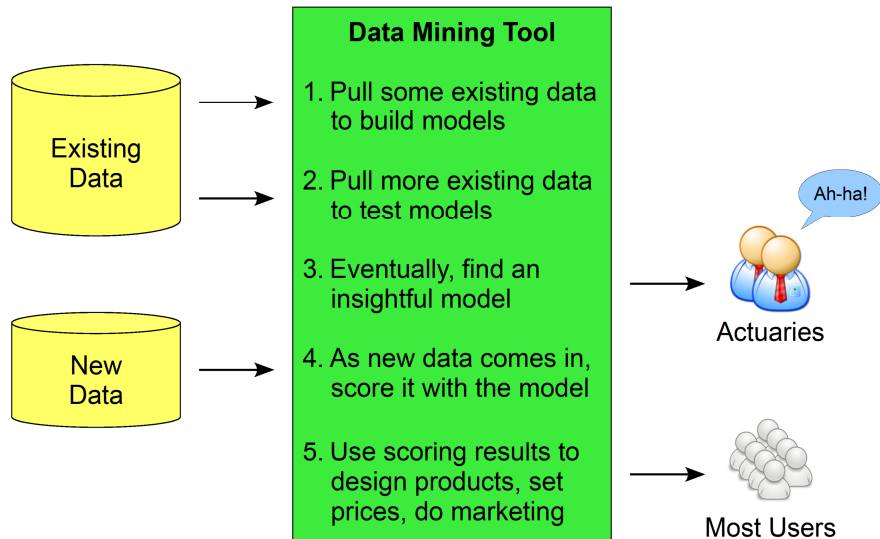 Data Mining Tool
Existing
Data
1. Pull some existing data
to build models
2. Pull more existing data
to test models
Ah-ha!
3. Eventually, find an
insightful model
Actuaries
New
Data
4. As new data comes in,
score it with the model
5. Use scoring results to
design products, set
prices, do marketing
Most Users